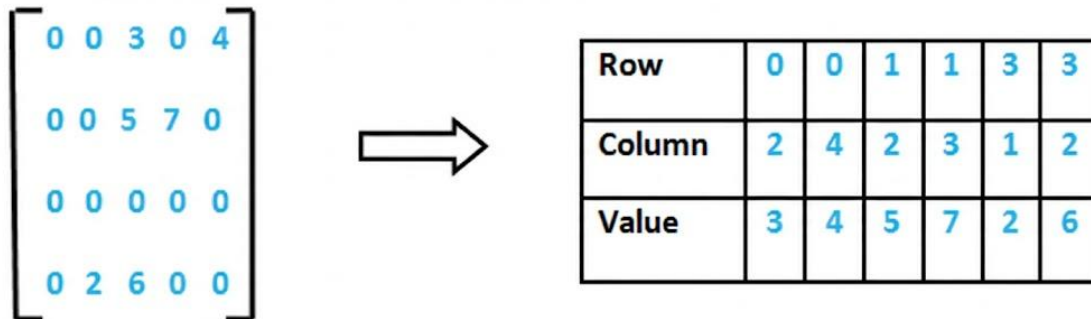 0 0 3 0 4
0 0 5 7 0
0 0 0 0 0
0 2 6 0 0
Row 0 0 1 1 3 3
Column 2 4 2 3 1 2
Value 3 4 5 7 2 6